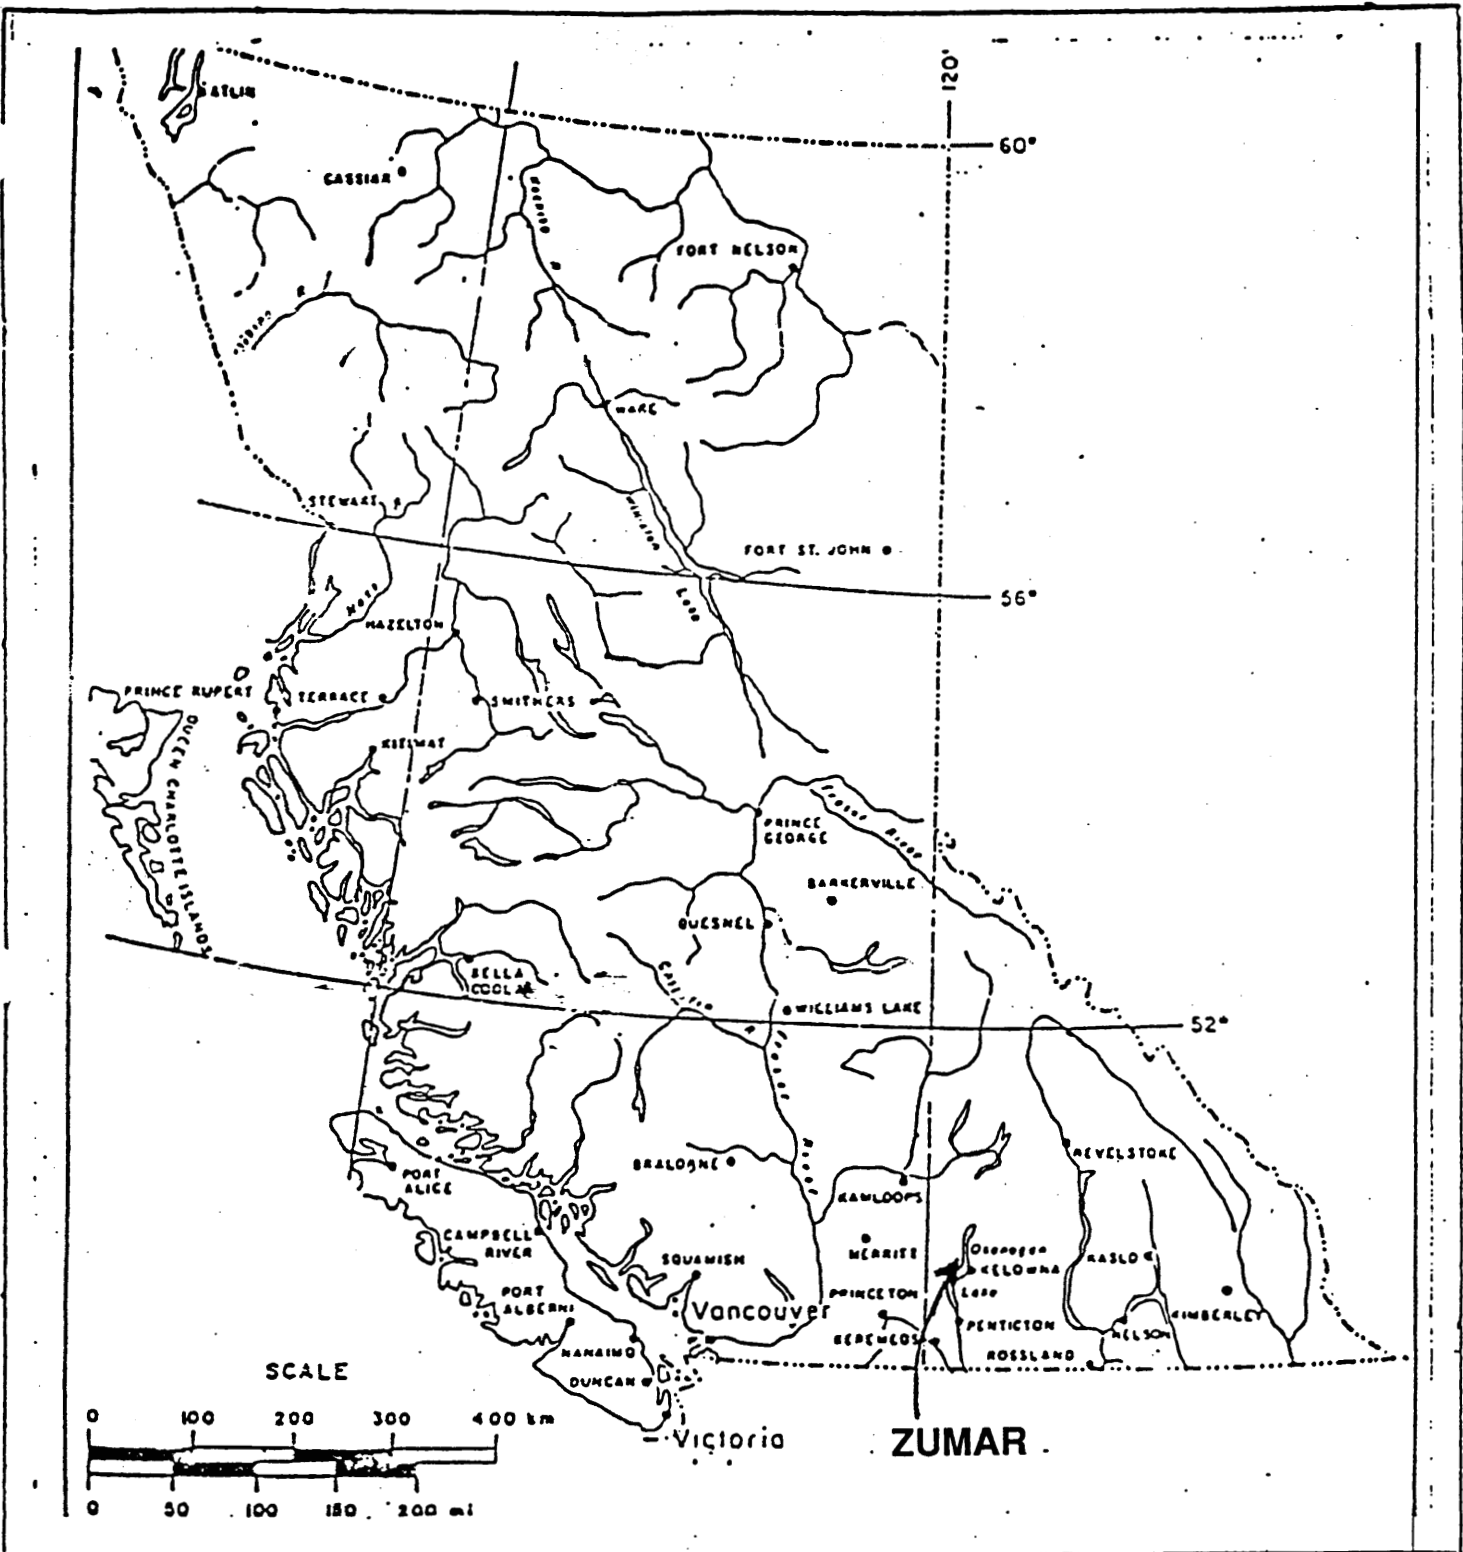 120°
ATLIN
60°
CASSIAR
FORT NELSON
R
WARE
STEWART
R
FORT ST. JOHN
56°
NASS
HAZELTON
PRINCE RUPERT
TERRACE
SMITHERS
KITIMAT
QUEEN CHARLOTTE ISLANDS
Fraser River
PRINCE
GEORGE
BARKERVILLE
QUESNEL
BELLA
COOLA
R
WILLIAMS LAKE
52°
Fraser
River
REVELSTOKE
BRALORNE
PORT
ALICE
KAMLOOPS
CAMPBELL
RIVER
MERRITT
Okanagan
KELOWNA
Lake
KASLO
SQUAMISH
PORT
ALBERNI
Vancouver
PRINCETON
KIMBERLEY
PENTICTON
NELSON
KEREMEOS
NANAIMO
ROSSLAND
DUNCAN
SCALE
0 100 200 300 400 km
Victoria
ZUMAR
0 50 100 150 200 mi